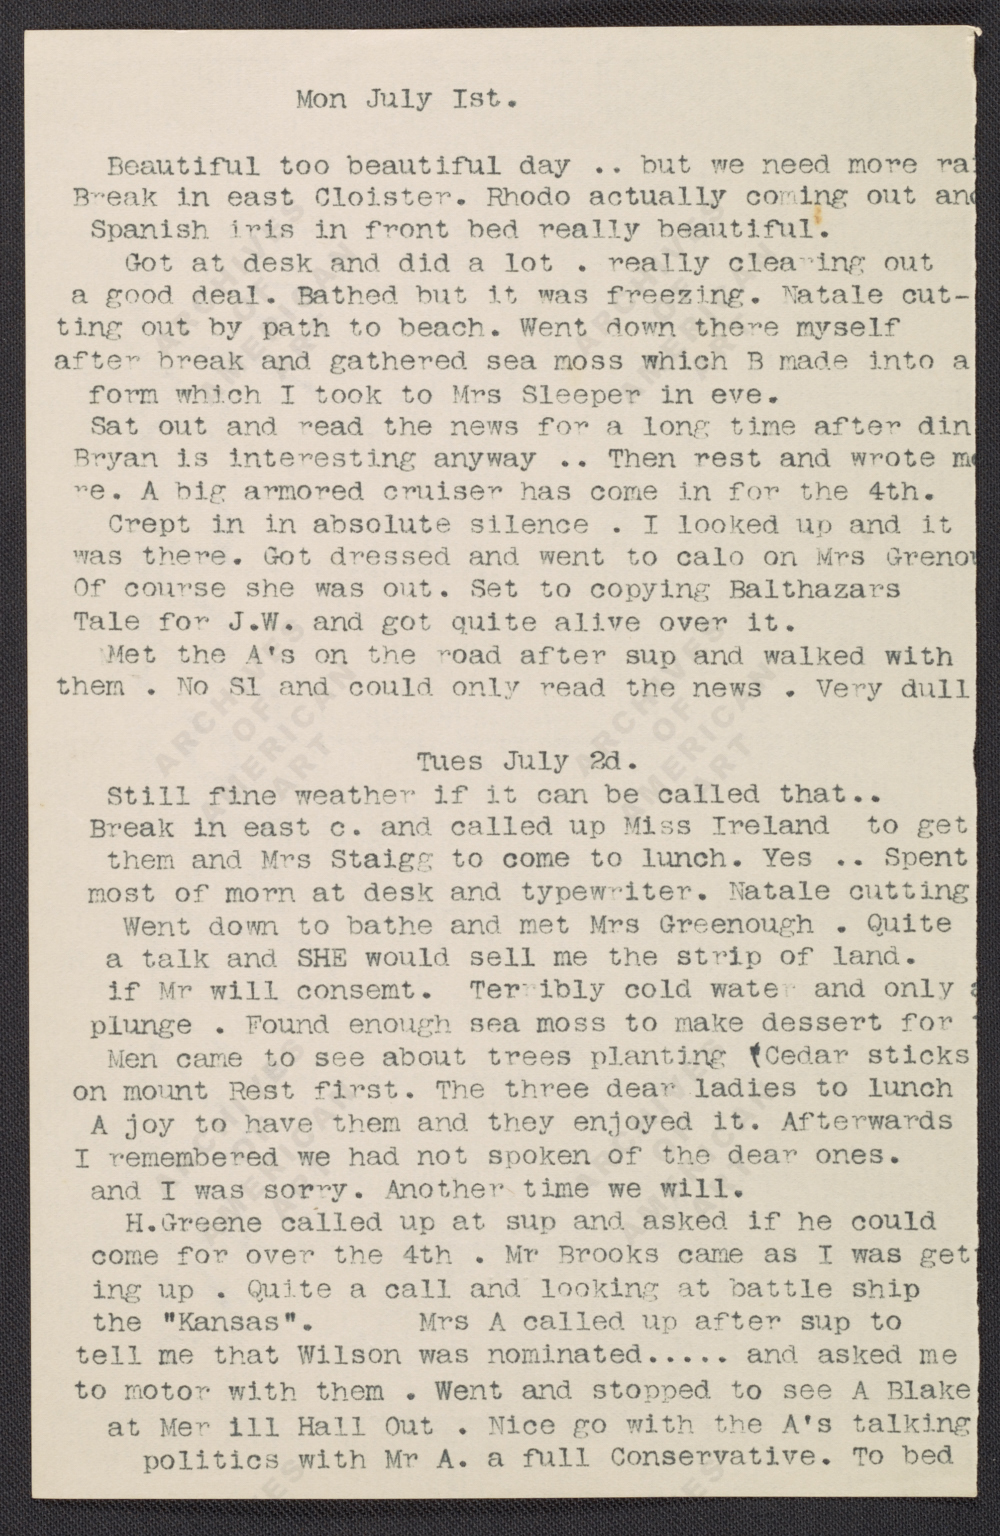 Mon July Ist.
Beautiful too beautiful day .. but we need more rai
Break in east Cloister. Rhodo actually coming out and
Spanish iris in front bed really beautiful.
Got at desk and did a lot . really clearing out
a good deal. Bathed but it was freezing. Natale cut-
ting out by path to beach. Went down there myself
after break and gathered sea moss which B made into a
form which I took to Mrs Sleeper in eve.
Sat out and read the news for a long time after din
Bryan is interesting anyway .. Then rest and wrote mo
re. A big armored cruiser has come in for the 4th.
Crept in in absolute silence . I looked up and it
was there. Got dressed and went to calo on Mrs Grenou
Of course she was out. Set to copying Balthazars
Tale for J.W. and got quite alive over it.
Met the A's on the road after sup and walked with
them . No Sl and could only read the news . Very dull
Tues July 2d.
Still fine weather if it can be called that..
Break in east c. and called up Miss Ireland to get
them and Mrs Staigg to come to lunch. Yes .. Spent
most of morn at desk and typewriter. Natale cutting
Went down to bathe and met Mrs Greenough . Quite
a talk and SHE would sell me the strip of land.
if Mr will consemt. Terribly cold water and only a
plunge . Found enough sea moss to make dessert for
Men came to see about trees planting (Cedar sticks
on mount Rest first. The three dear ladies to lunch
A joy to have them and they enjoyed it. Afterwards
I remembered we had not spoken of the dear ones.
and I was sorry. Another time we will.
H.Greene called up at sup and asked if he could
come for over the 4th . Mr Brooks came as I was get
ing up . Quite a call and looking at battle ship
the "Kansas". Mrs A called up after sup to
tell me that Wilson was nominated..... and asked me
to motor with them . Went and stopped to see A Blake
at Mer ill Hall Out . Nice go with the A's talking
politics with Mr A. a full Conservative. To bed
ARCHIVES OF AMERICAN ART